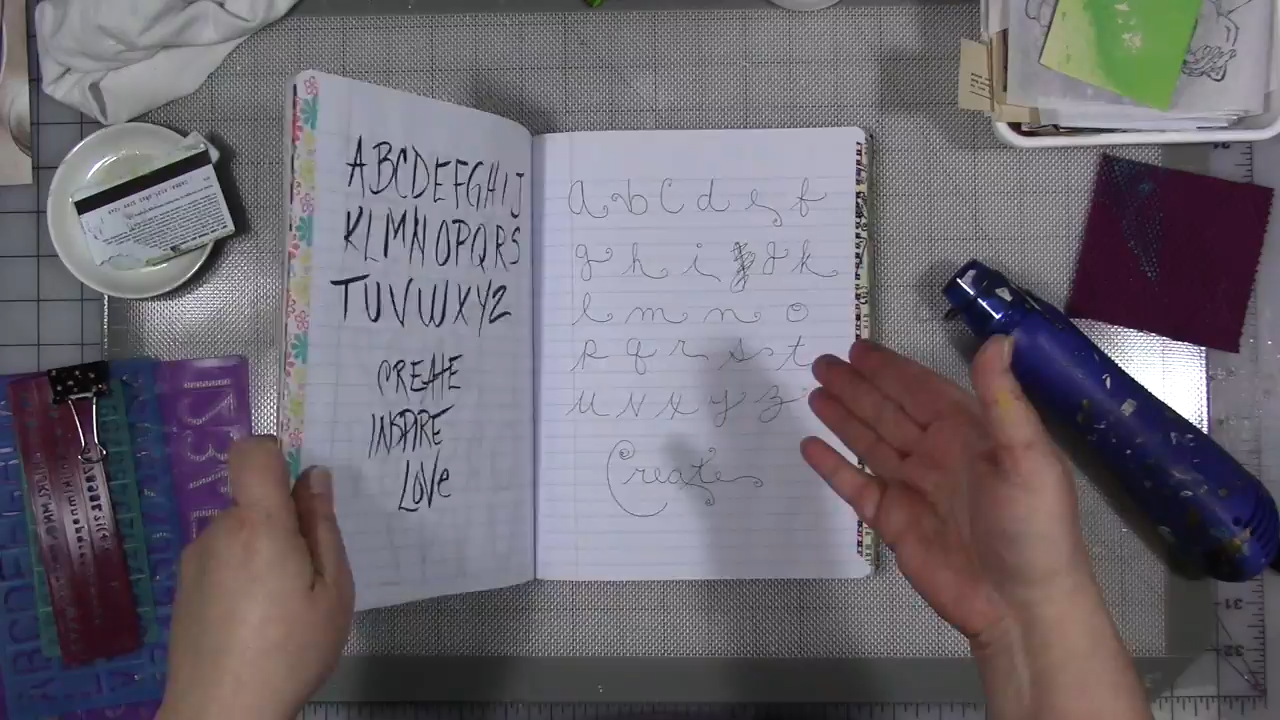 ABCDEFGHIJ
KLMNOPQRS
TUVWXYZ
CREATE
INSPIRE
LOVe
a b c d e f
g h i j k
l m n o
p q r s t
u v x y z
Create